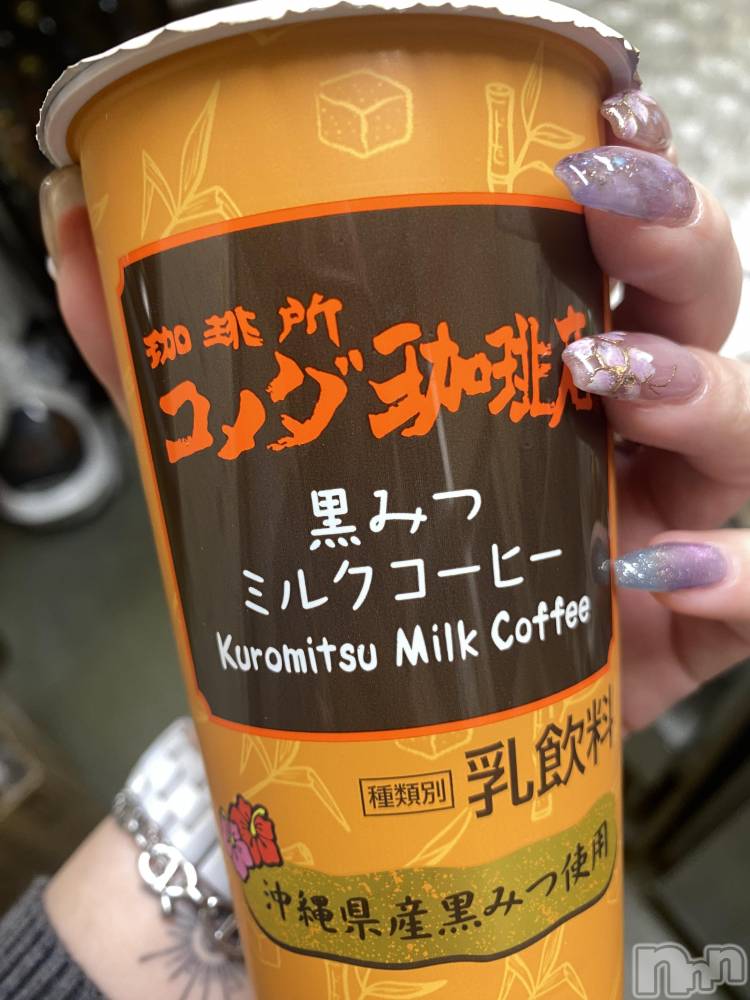 珈琲所
コメダ珈琲店
黒みつ
ミルクコーヒー
Kuromitsu Milk Coffee
種類別 乳飲料
沖縄県産黒みつ使用
nnn